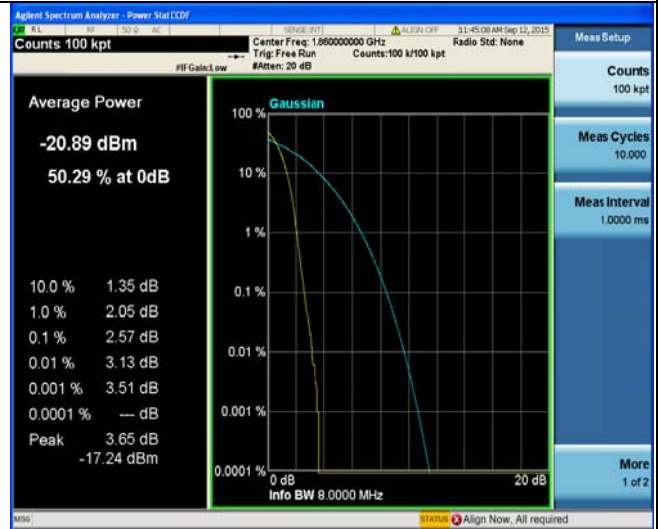 Agilent Spectrum Analyzer - Power Stat CCDF
RL RF 50 Ω AC SENSE:INT ALIGN OFF 11:45:08 AM Sep 12, 2015
Counts 100 kpt
Center Freq: 1.860000000 GHz Radio Std: None
Trig: Free Run Counts:100 k/100 kpt
#IFGain:Low #Atten: 20 dB
Meas Setup
Counts
100 kpt
Meas Cycles
10.000
Meas Interval
1.0000 ms
More
1 of 2
Average Power
-20.89 dBm
50.29 % at 0dB
10.0 % 1.35 dB
1.0 % 2.05 dB
0.1 % 2.57 dB
0.01 % 3.13 dB
0.001 % 3.51 dB
0.0001 % --- dB
Peak 3.65 dB
-17.24 dBm
Gaussian
100 %
10 %
1 %
0.1 %
0.01 %
0.001 %
0.0001 %
0 dB 20 dB
Info BW 8.0000 MHz
MSG STATUS Align Now, All required